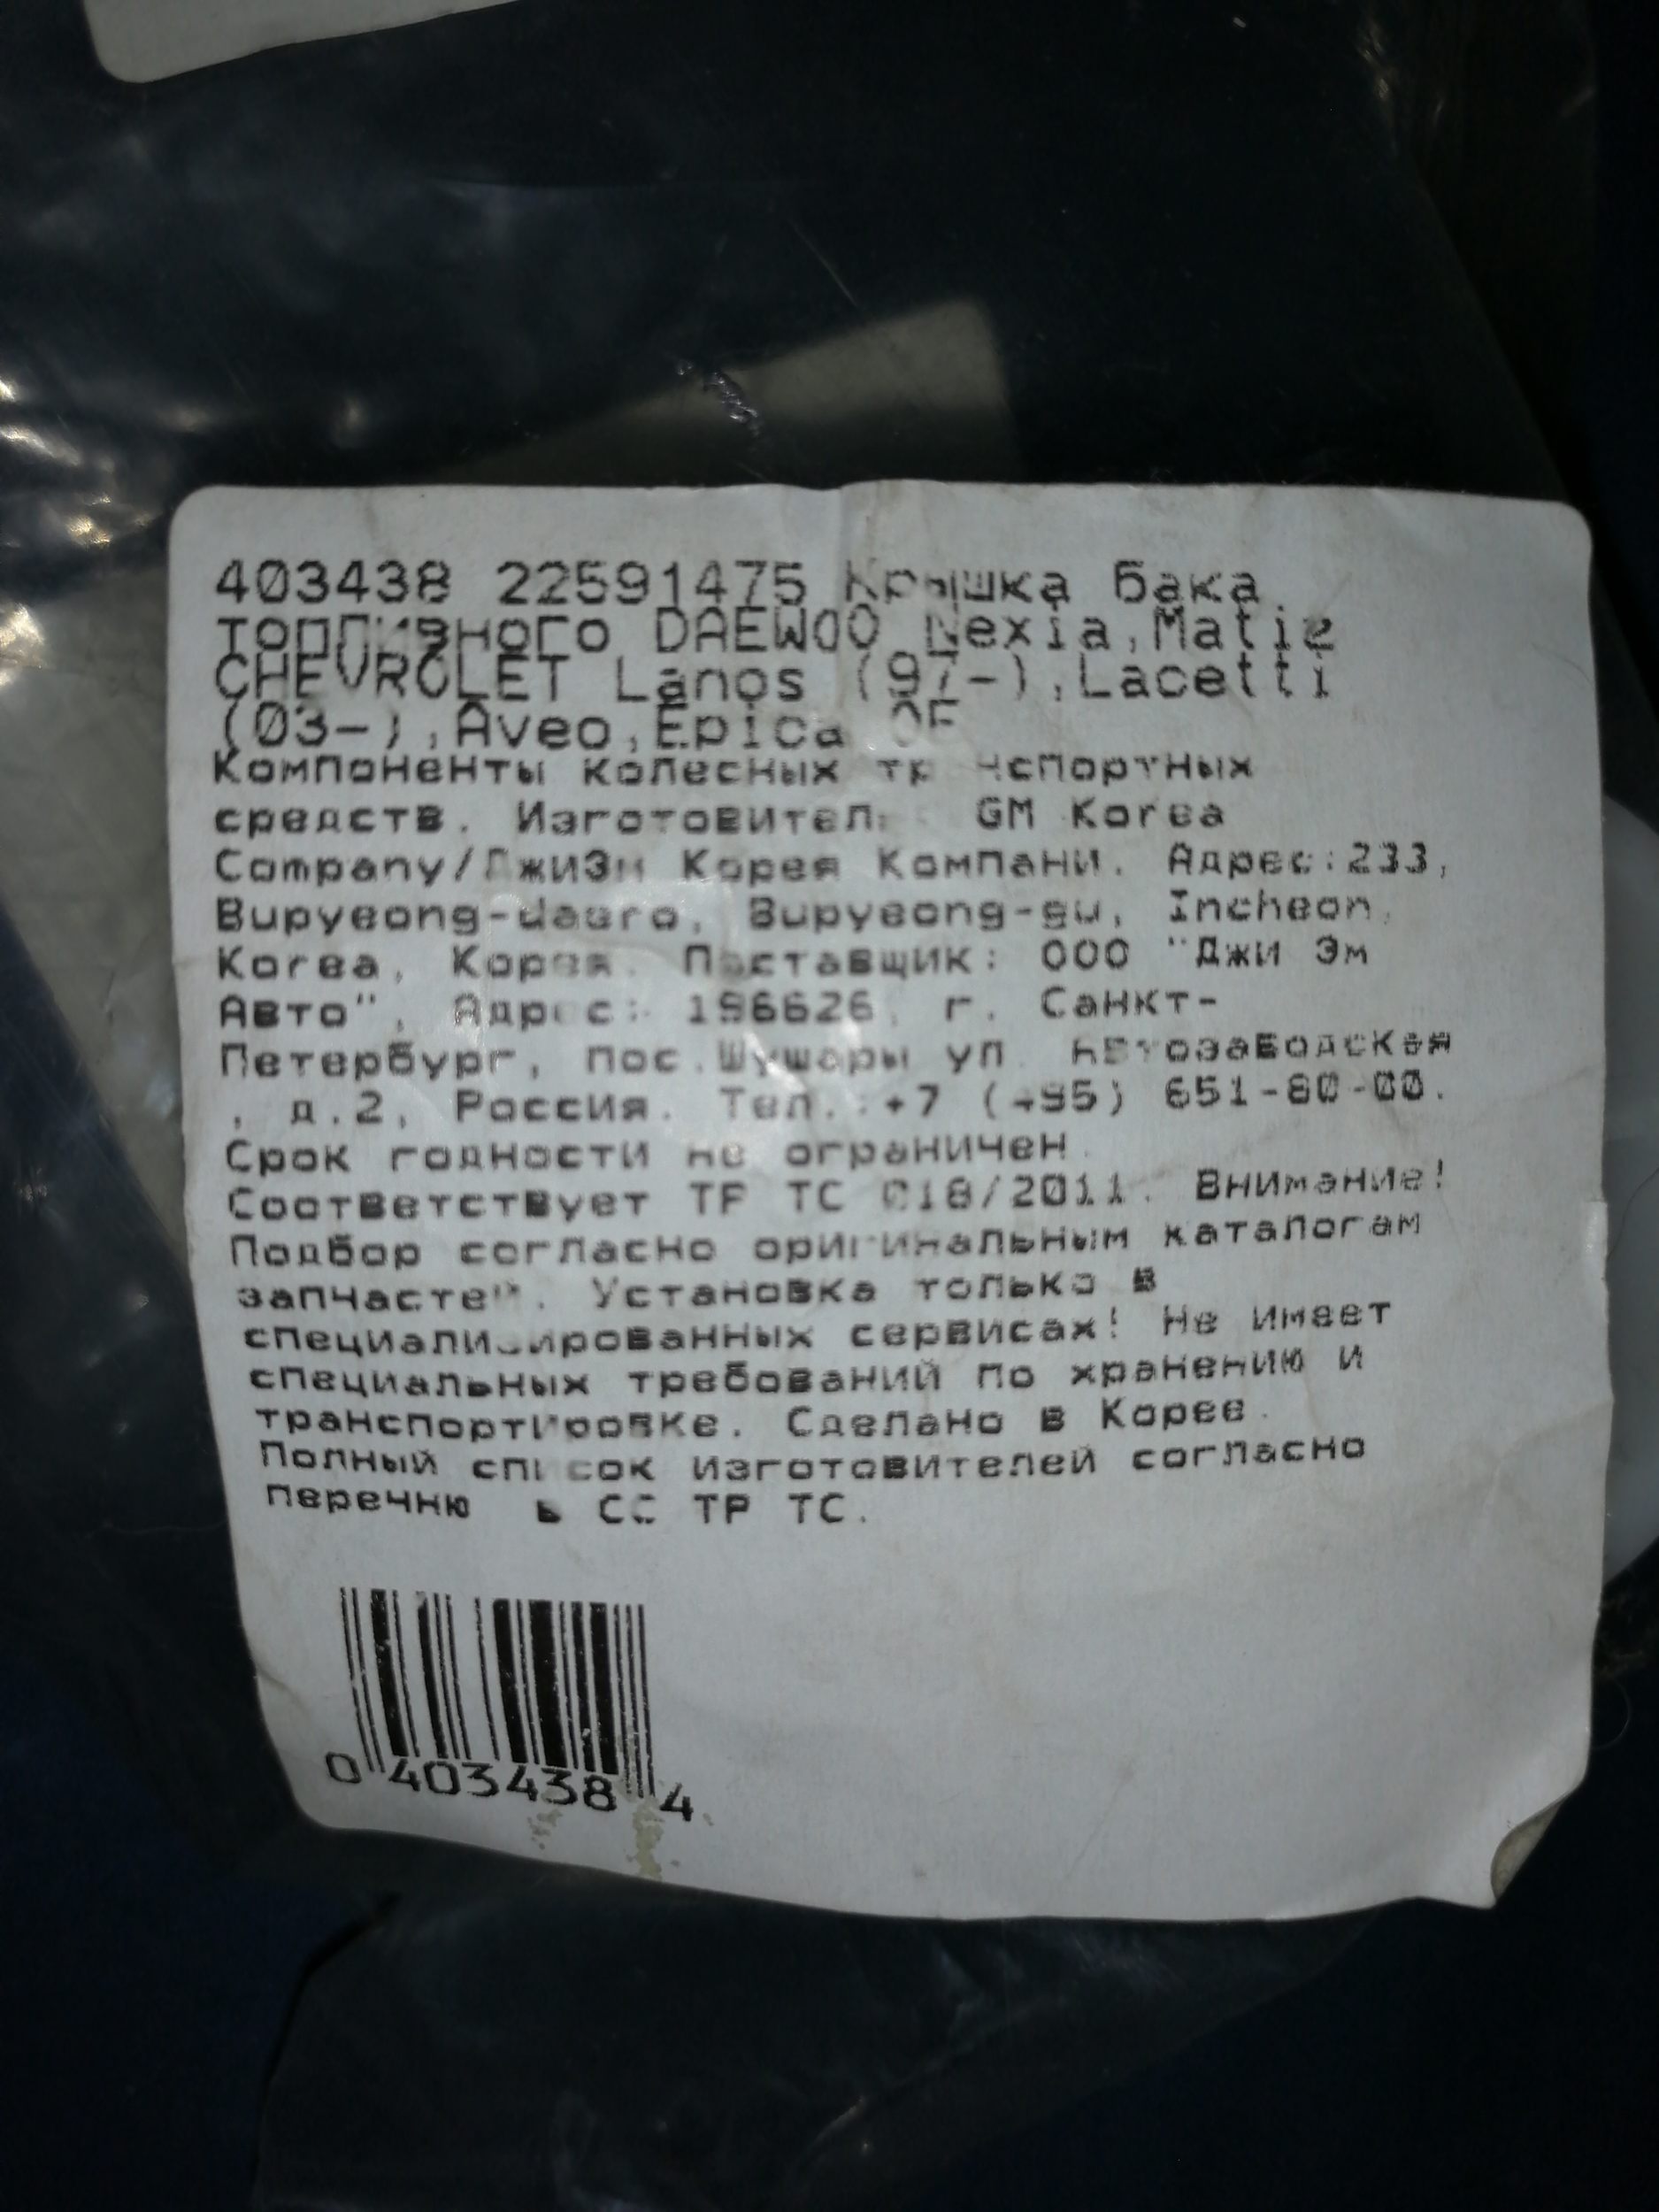 403438 22591475 Крышка бака
топливного DAEWOO Nexia,Matiz
CHEVROLET Lanos (97-),Lacetti
(03-),Aveo,Epica OE
Компоненты колесных транспортных
средств. Изготовитель: GM Korea
Company/ДжиЭм Корея Компани. Адрес:233,
Bupyeong-daero, Bupyeong-gu, Incheon,
Korea, Корея. Поставщик: ООО "Джи Эм
Авто", Адрес: 196626, г. Санкт-
Петербург, пос.Шушары ул. Автозаводская
, д.2, Россия. Тел.:+7 (495) 651-80-00.
Срок годности не ограничен.
Соответствует ТР ТС 018/2011. Внимание!
Подбор согласно оригинальным каталогам
запчастей. Установка только в
специализированных сервисах! Не имеет
специальных требований по хранению и
транспортировке. Сделано в Корее.
Полный список изготовителей согласно
перечню в СС ТР ТС.
0 403438 4